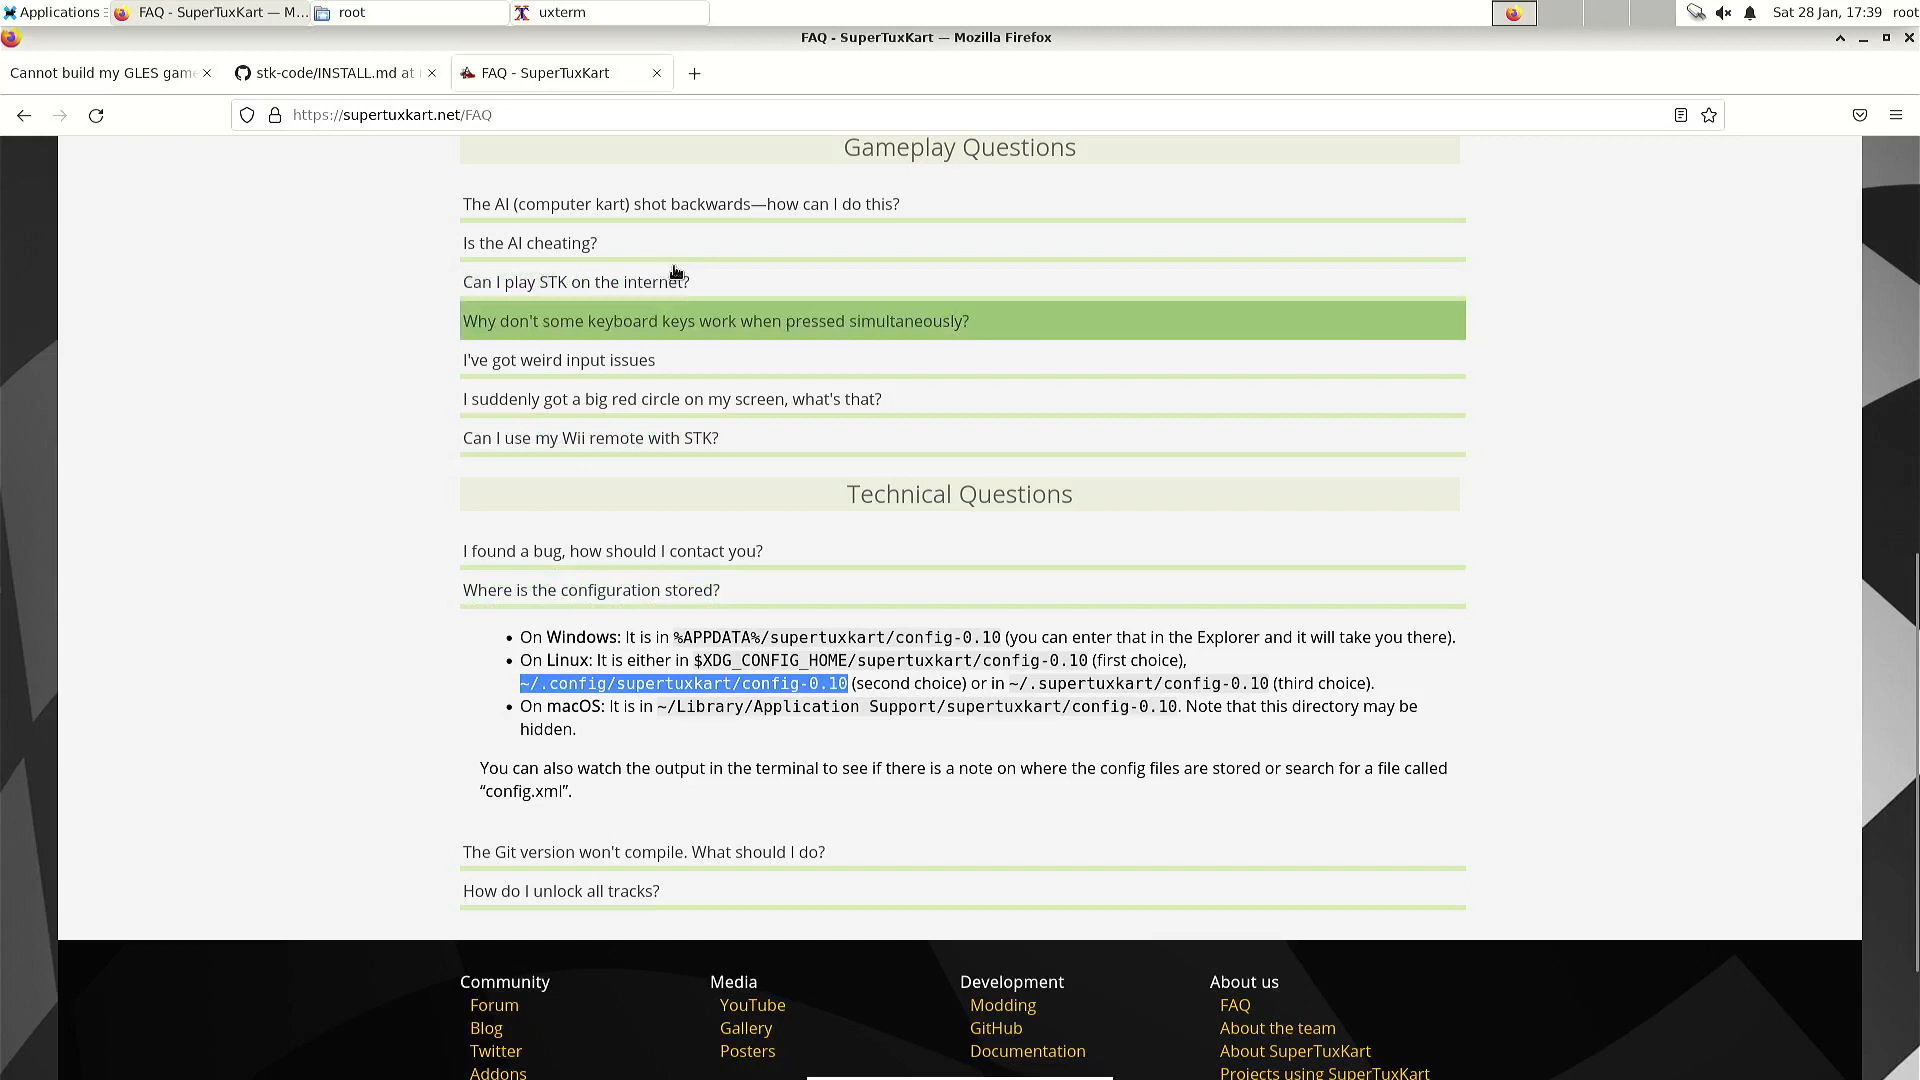 Applications
FAQ - SuperTuxKart — M...
root
uxterm
Sat 28 Jan, 17:39
root
FAQ - SuperTuxKart — Mozilla Firefox
Cannot build my GLES gam
stk-code/INSTALL.md at
FAQ - SuperTuxKart
https://supertuxkart.net/FAQ
Gameplay Questions
The AI (computer kart) shot backwards—how can I do this?
Is the AI cheating?
Can I play STK on the internet?
Why don't some keyboard keys work when pressed simultaneously?
I've got weird input issues
I suddenly got a big red circle on my screen, what's that?
Can I use my Wii remote with STK?
Technical Questions
I found a bug, how should I contact you?
Where is the configuration stored?
• On Windows: It is in %APPDATA%/supertuxkart/config-0.10 (you can enter that in the Explorer and it will take you there).
• On Linux: It is either in $XDG_CONFIG_HOME/supertuxkart/config-0.10 (first choice),
~/.config/supertuxkart/config-0.10 (second choice) or in ~/.supertuxkart/config-0.10 (third choice).
• On macOS: It is in ~/Library/Application Support/supertuxkart/config-0.10. Note that this directory may be
hidden.
You can also watch the output in the terminal to see if there is a note on where the config files are stored or search for a file called
“config.xml”.
The Git version won't compile. What should I do?
How do I unlock all tracks?
Community
Media
Development
About us
Forum
YouTube
Modding
FAQ
Blog
Gallery
GitHub
About the team
Twitter
Posters
Documentation
About SuperTuxKart
Addons
Projects using SuperTuxKart